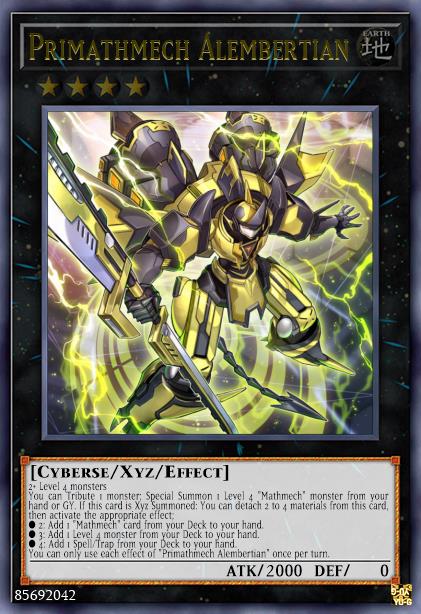 PRIMATHMECH ALEMBERTIAN
EARTH
地
[CYBERSE/XYZ/EFFECT]
2+ Level 4 monsters
You can Tribute 1 monster; Special Summon 1 Level 4 "Mathmech" monster from your
hand or GY. If this card is Xyz Summoned: You can detach 2 to 4 materials from this card,
then activate the appropriate effect;
● 2: Add 1 "Mathmech" card from your Deck to your hand.
● 3: Add 1 Level 4 monster from your Deck to your hand.
● 4: Add 1 Spell/Trap from your Deck to your hand.
You can only use each effect of "Primathmech Alembertian" once per turn.
ATK/2000 DEF/ 0
85692042